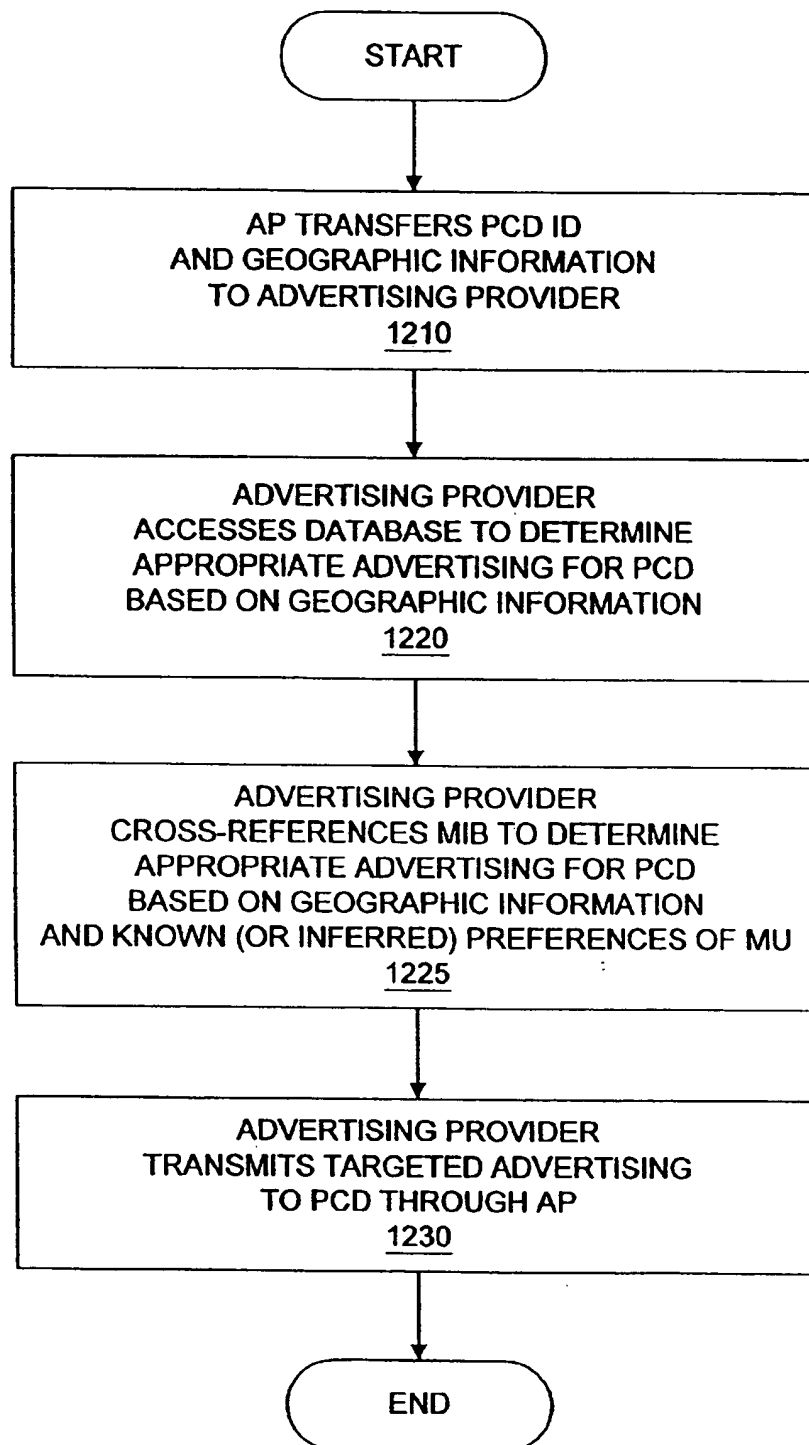 START
AP TRANSFERS PCD ID
AND GEOGRAPHIC INFORMATION
TO ADVERTISING PROVIDER
1210
ADVERTISING PROVIDER
ACCESSES DATABASE TO DETERMINE
APPROPRIATE ADVERTISING FOR PCD
BASED ON GEOGRAPHIC INFORMATION
1220
ADVERTISING PROVIDER
CROSS-REFERENCES MIB TO DETERMINE
APPROPRIATE ADVERTISING FOR PCD
BASED ON GEOGRAPHIC INFORMATION
AND KNOWN (OR INFERRED) PREFERENCES OF MU
1225
ADVERTISING PROVIDER
TRANSMITS TARGETED ADVERTISING
TO PCD THROUGH AP
1230
END